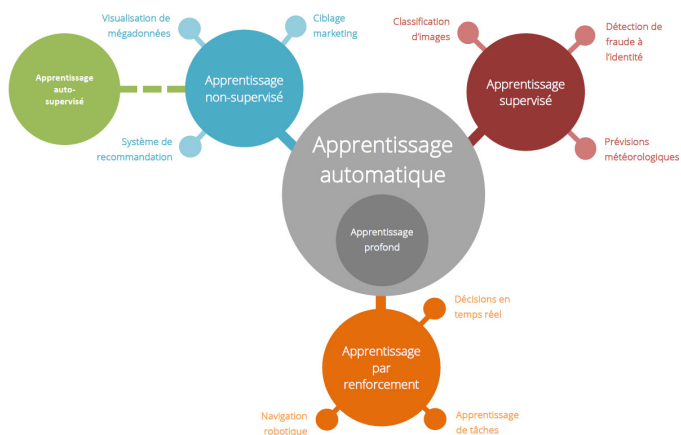 Visualisation de
mégadonnées
Ciblage
marketing
Apprentissage
auto-
supervisé
Apprentissage
non-supervisé
Système de
recommandation
Classification
d'images
Détection de
fraude à
l'identité
Apprentissage
supervisé
Prévisions
météorologiques
Apprentissage
automatique
Apprentissage
profond
Décisions en
temps réel
Apprentissage
par
renforcement
Navigation
robotique
Apprentissage
de tâches